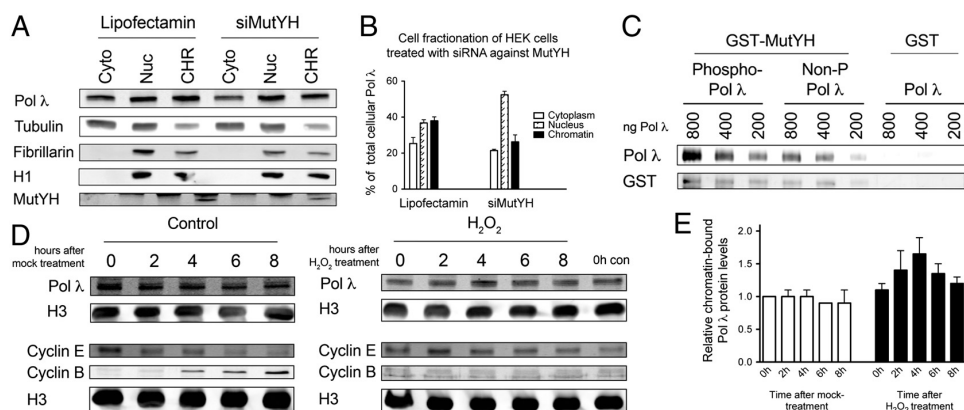 A
Lipofectamin siMutYH
Cyto Nuc CHR Cyto Nuc CHR
Pol λ
Tubulin
Fibrillarin
H1
MutYH
B
Cell fractionation of HEK cells
treated with siRNA against MutYH
% of total cellular Pol λ
60
40
20
0
Cytoplasm
Nucleus
Chromatin
Lipofectamin siMutYH
C
GST-MutYH GST
Phospho- Non-P
Pol λ Pol λ Pol λ
ng Pol λ 800 400 200 800 400 200 800 400 200
Pol λ
GST
D
Control
hours after
mock treatment 0 2 4 6 8
Pol λ
H3
Cyclin E
Cyclin B
H3
H₂O₂
hours after
H₂O₂ treatment 0 2 4 6 8 0h con
Pol λ
H3
Cyclin E
Cyclin B
H3
E
Relative chromatin-bound
Pol λ protein levels
2.0
1.5
1.0
0.5
0.0
0h 2h 4h 6h 8h 0h 2h 4h 6h 8h
Time after mock-
treatment
Time after
H₂O₂ treatment